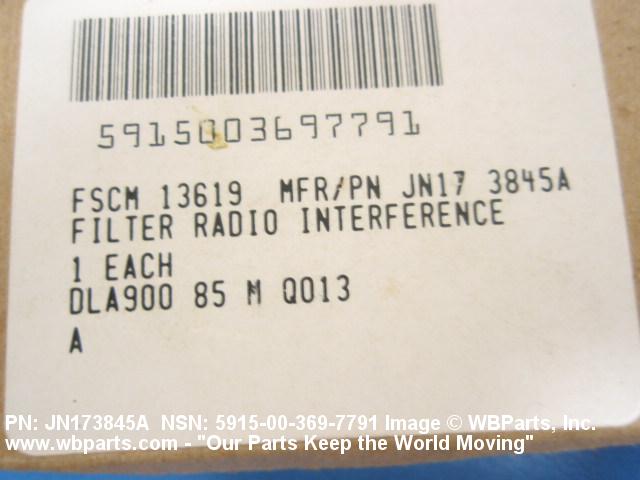 5915003697791
FSCM 13619 MFR/PN JN17 3845A
FILTER RADIO INTERFERENCE
1 EACH
DLA900 85 M Q013
A
PN: JN173845A NSN: 5915-00-369-7791 Image © WBParts, Inc.
www.wbparts.com - "Our Parts Keep the World Moving"